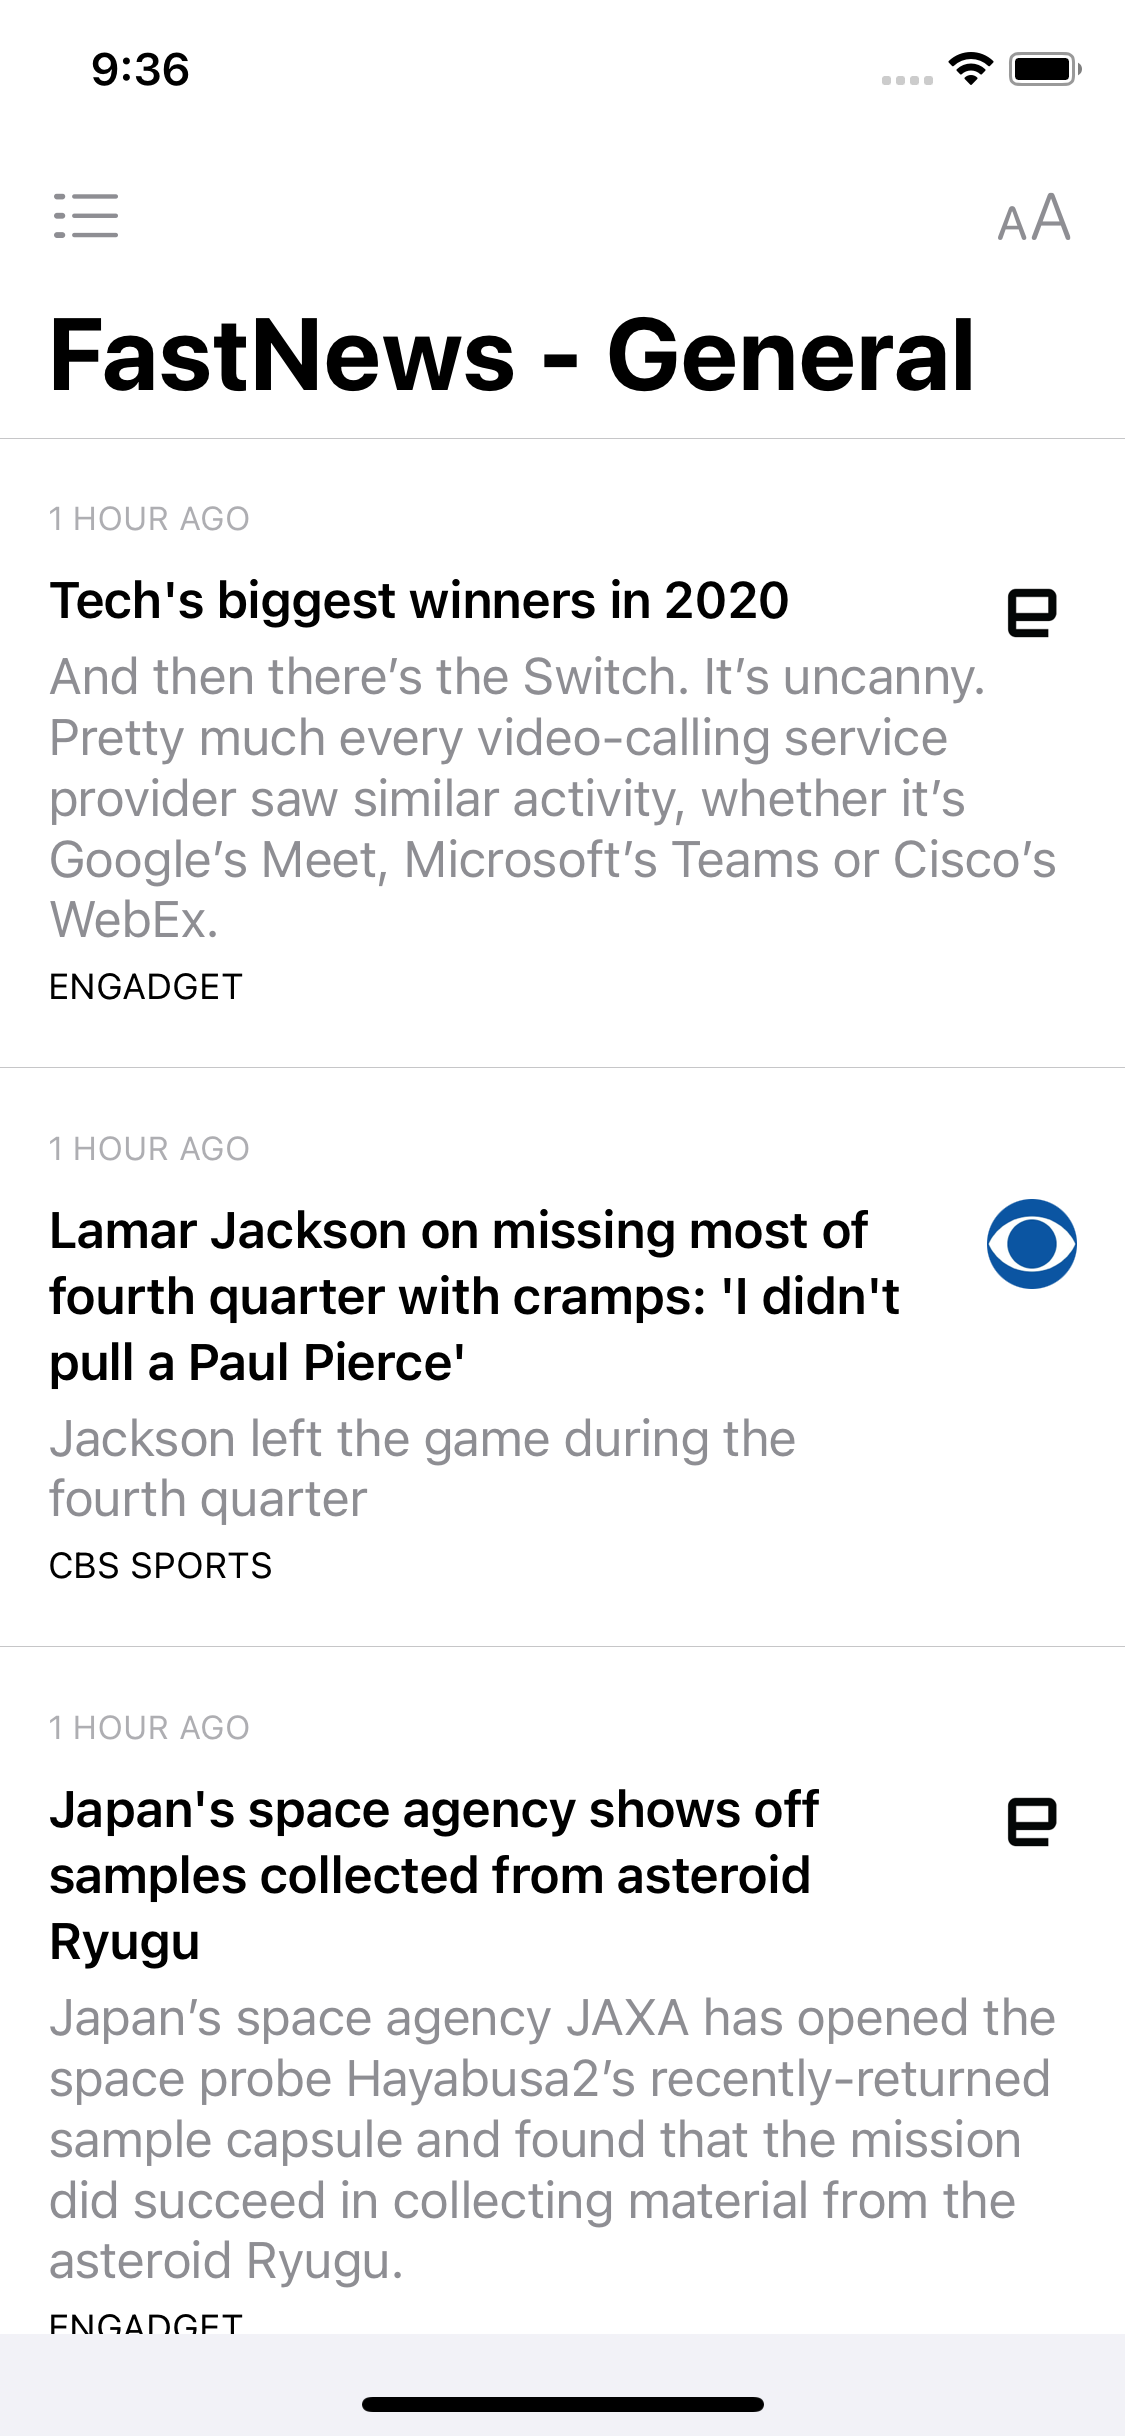 9:36
AA
FastNews - General
1 HOUR AGO
Tech's biggest winners in 2020
And then there’s the Switch. It’s uncanny.
Pretty much every video-calling service
provider saw similar activity, whether it’s
Google’s Meet, Microsoft’s Teams or Cisco’s
WebEx.
ENGADGET
1 HOUR AGO
Lamar Jackson on missing most of
fourth quarter with cramps: 'I didn't
pull a Paul Pierce'
Jackson left the game during the
fourth quarter
CBS SPORTS
1 HOUR AGO
Japan's space agency shows off
samples collected from asteroid
Ryugu
Japan’s space agency JAXA has opened the
space probe Hayabusa2’s recently-returned
sample capsule and found that the mission
did succeed in collecting material from the
asteroid Ryugu.
ENGADGET